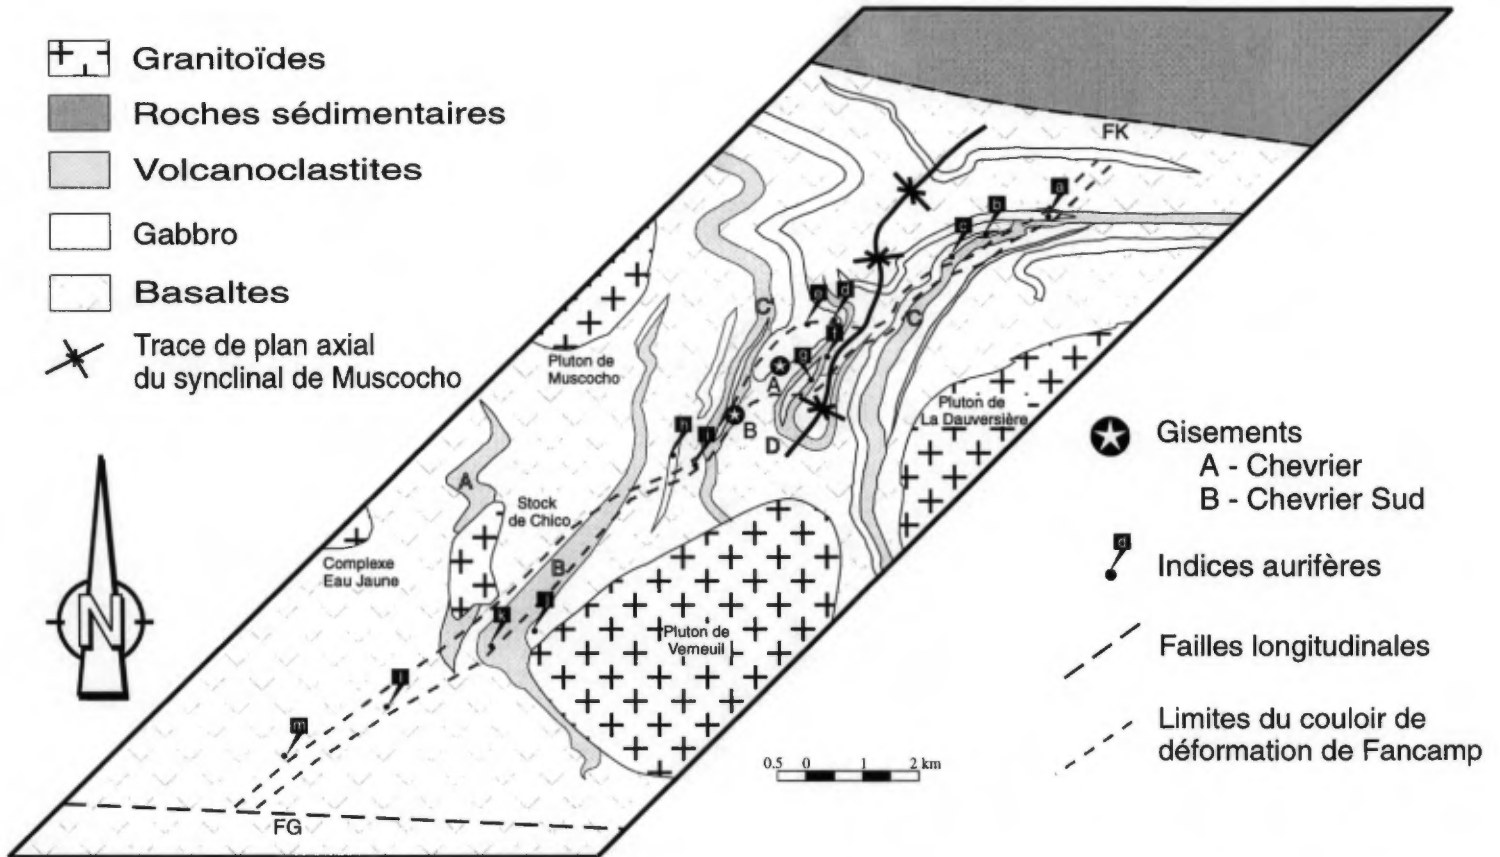 Granitoïdes
Roches sédimentaires
Volcanoclastites
Gabbro
Basaltes
Trace de plan axial
du synclinal de Muscocho
FK
a
b
c
d
e
C
C
f
g
Pluton de
Muscocho
A
B
D
h
i
Pluton de
La Dauversière
Gisements
A - Chevrier
B - Chevrier Sud
d
Indices aurifères
Failles longitudinales
Limites du couloir de
déformation de Fancamp
A
Stock
de Chico
Complexe
Eau Jaune
B
j
k
Pluton de
Verneuil
l
m
N
0.5 0 1 2 km
FG